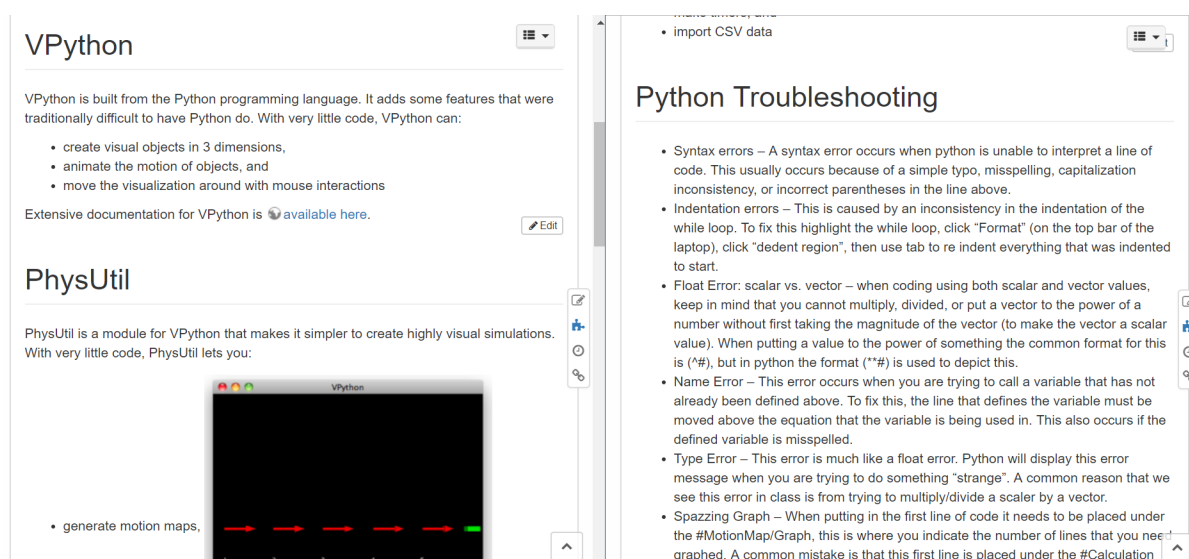 VPython
VPython is built from the Python programming language. It adds some features that were
traditionally difficult to have Python do. With very little code, VPython can:
• create visual objects in 3 dimensions,
• animate the motion of objects, and
• move the visualization around with mouse interactions
Extensive documentation for VPython is available here.
Edit
PhysUtil
PhysUtil is a module for VPython that makes it simpler to create highly visual simulations.
With very little code, PhysUtil lets you:
VPython
• generate motion maps,
• import CSV data
t
Python Troubleshooting
• Syntax errors – A syntax error occurs when python is unable to interpret a line of
code. This usually occurs because of a simple typo, misspelling, capitalization
inconsistency, or incorrect parentheses in the line above.
• Indentation errors – This is caused by an inconsistency in the indentation of the
while loop. To fix this highlight the while loop, click “Format” (on the top bar of the
laptop), click “dedent region”, then use tab to re indent everything that was indented
to start.
• Float Error: scalar vs. vector – when coding using both scalar and vector values,
keep in mind that you cannot multiply, divided, or put a vector to the power of a
number without first taking the magnitude of the vector (to make the vector a scalar
value). When putting a value to the power of something the common format for this
is (^#), but in python the format (**#) is used to depict this.
• Name Error – This error occurs when you are trying to call a variable that has not
already been defined above. To fix this, the line that defines the variable must be
moved above the equation that the variable is being used in. This also occurs if the
defined variable is misspelled.
• Type Error – This error is much like a float error. Python will display this error
message when you are trying to do something “strange”. A common reason that we
see this error in class is from trying to multiply/divide a scaler by a vector.
• Spazzing Graph – When putting in the first line of code it needs to be placed under
the #MotionMap/Graph, this is where you indicate the number of lines that you need
graphed. A common mistake is that this first line is placed under the #Calculation